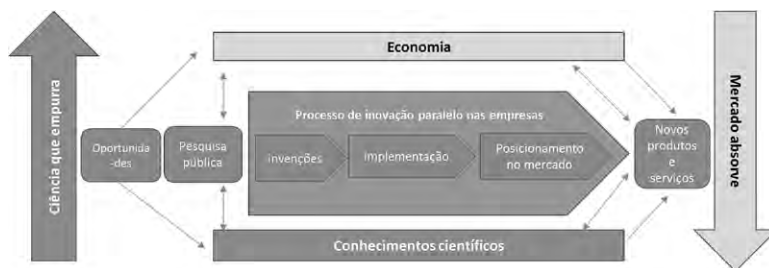 Ciência que empurra
Economia
Processo de inovação paralelo nas empresas
Oportunida
-des
Pesquisa
pública
invenções
Implementação
Posicionamento
no mercado
Novos
produtos
e
serviços
Conhecimentos científicos
Mercado absorve